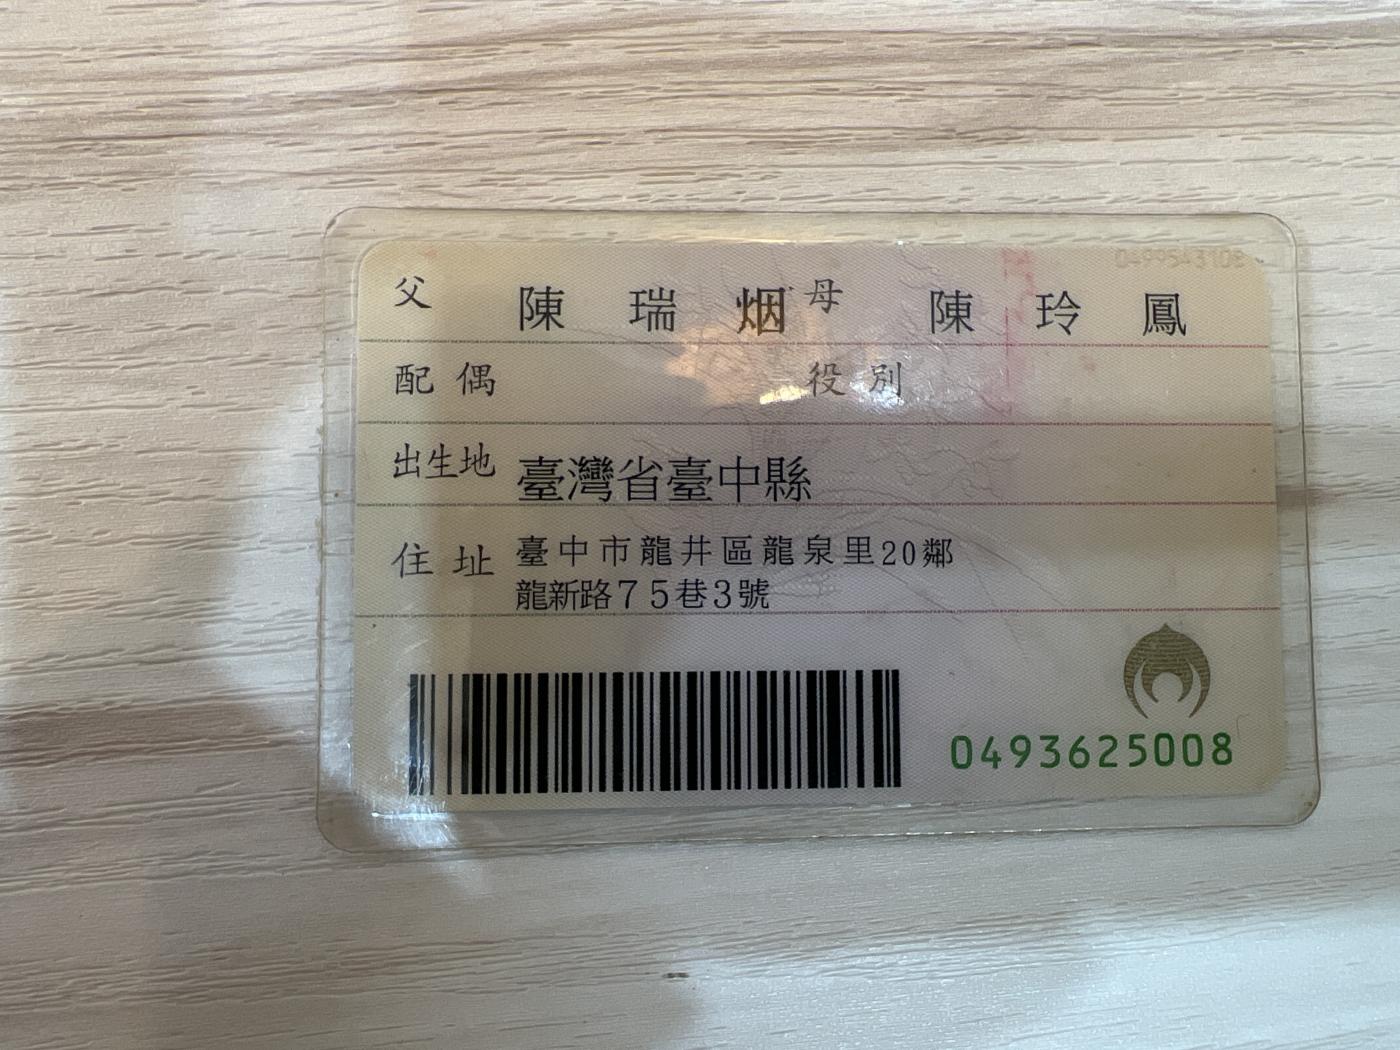 0499543108
父 陳瑞烟 母 陳玲鳳
配偶 役別
出生地 臺灣省臺中縣
住址 臺中市龍井區龍泉里20鄰
龍新路75巷3號
0493625008